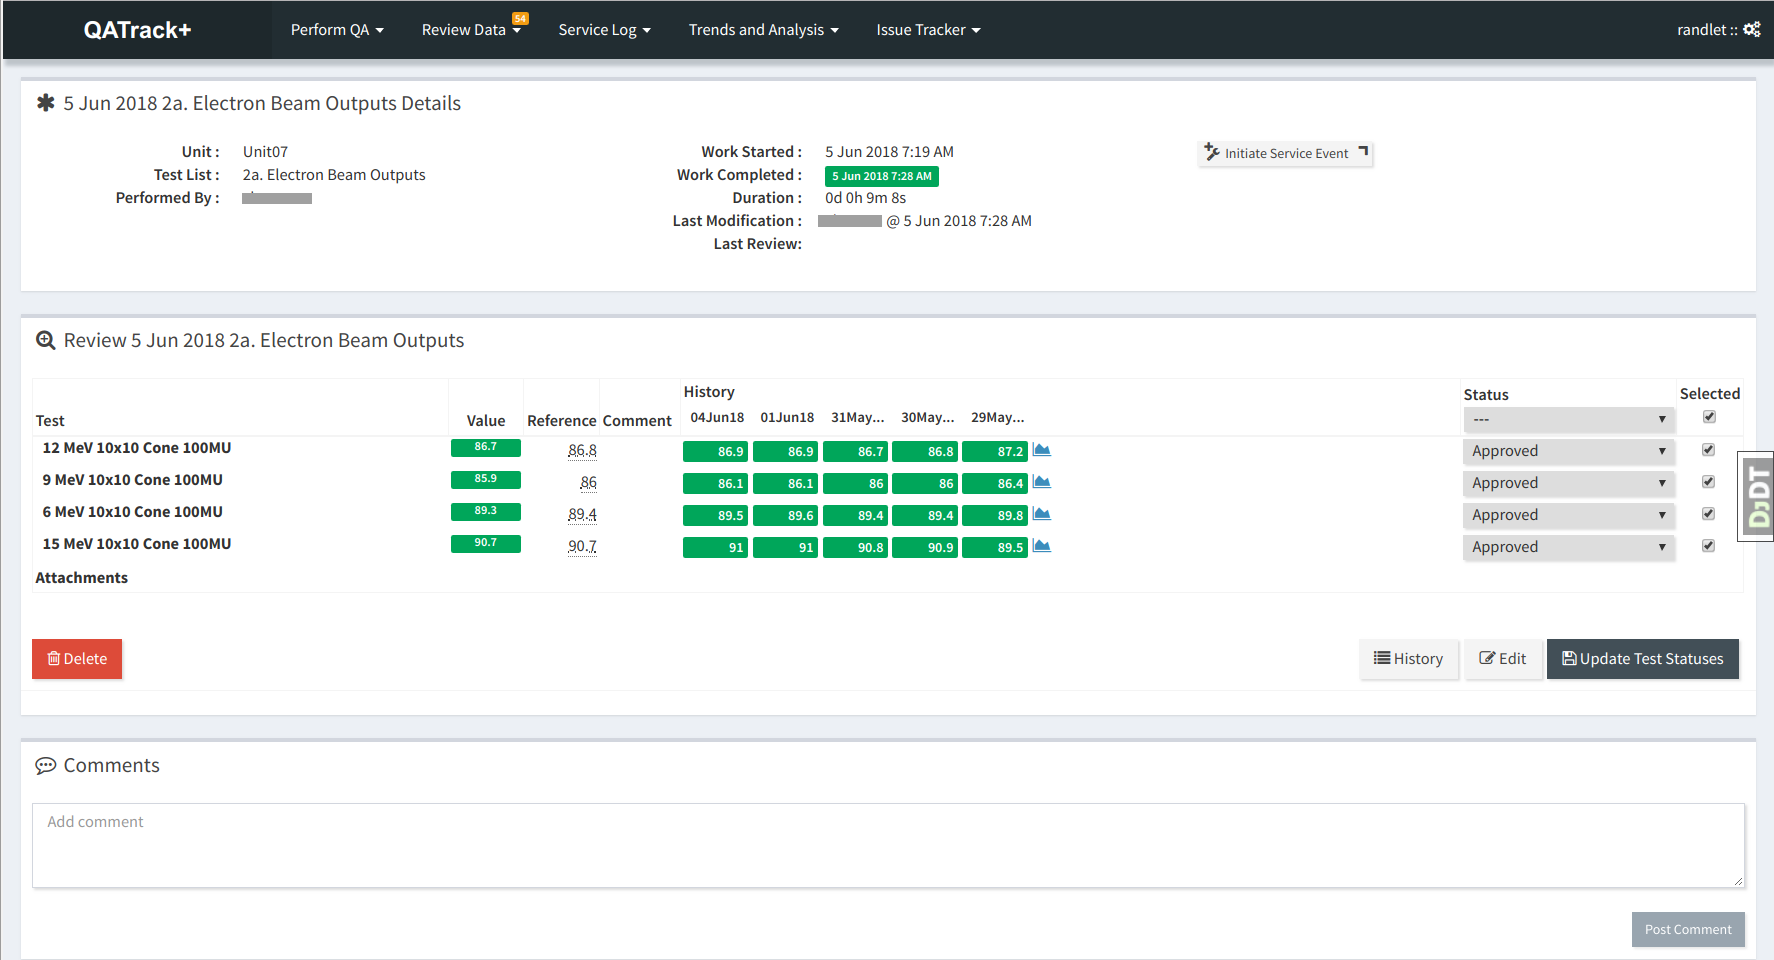 QATrack+ Perform QA Review Data 54 Service Log Trends and Analysis Issue Tracker randlet ::
5 Jun 2018 2a. Electron Beam Outputs Details
Unit : Unit07 Work Started : 5 Jun 2018 7:19 AM Initiate Service Event
Test List : 2a. Electron Beam Outputs Work Completed : 5 Jun 2018 7:28 AM
Performed By : Duration : 0d 0h 9m 8s
Last Modification : @ 5 Jun 2018 7:28 AM
Last Review:
Review 5 Jun 2018 2a. Electron Beam Outputs
History Status Selected
Test Value Reference Comment 04Jun18 01Jun18 31May... 30May... 29May... ---
12 MeV 10x10 Cone 100MU 86.7 86.8 86.9 86.9 86.7 86.8 87.2 Approved
9 MeV 10x10 Cone 100MU 85.9 86 86.1 86.1 86 86 86.4 Approved
6 MeV 10x10 Cone 100MU 89.3 89.4 89.5 89.6 89.4 89.4 89.8 Approved
15 MeV 10x10 Cone 100MU 90.7 90.7 91 91 90.8 90.9 89.5 Approved
Attachments
DjDT
Delete History Edit Update Test Statuses
Comments
Add comment
Post Comment